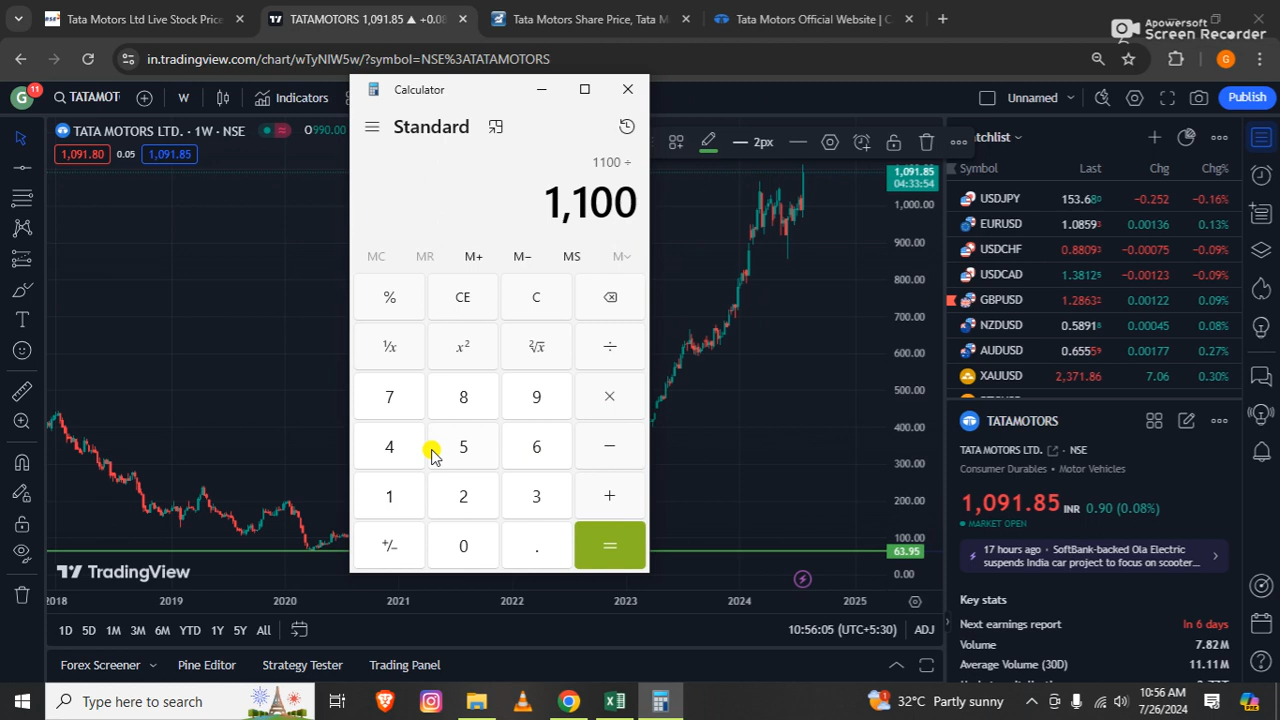 Tata Motors Ltd Live Stock Price
TATAMOTORS 1,091.85 ▲ +0.08
Tata Motors Share Price, Tata M
Tata Motors Official Website | C
Apowersoft
Screen Recorder
in.tradingview.com/chart/wTyNIW5w/?symbol=NSE%3ATATAMOTORS
G
G
11
TATAMOT
W
Indicators
Unnamed
Publish
TATA MOTORS LTD. · 1W · NSE
O990.00
1,091.80
0.05
1,091.85
2px
Calculator
Standard
1100 ÷
1,100
MC MR M+ M− MS M˅
% CE C
¹/x x² ²√x ÷
7 8 9 ×
4 5 6 −
1 2 3 +
+/− 0 . =
1,091.85
04:33:54
1,000.00
900.00
800.00
700.00
600.00
500.00
400.00
300.00
200.00
100.00
63.95
0.00
TradingView
2018 2019 2020 2021 2022 2023 2024 2025
1D 5D 1M 3M 6M YTD 1Y 5Y All
10:56:05 (UTC+5:30)
ADJ
Forex Screener
Pine Editor
Strategy Tester
Trading Panel
atchlist
Symbol Last Chg Chg%
USDJPY 153.680 −0.252 −0.16%
EURUSD 1.0859 0.00136 0.13%
USDCHF 0.8809 −0.00075 −0.09%
USDCAD 1.3812 −0.00123 −0.09%
GBPUSD 1.2863 0.00122 0.09%
NZDUSD 0.5891 0.00045 0.08%
AUDUSD 0.6555 0.00177 0.27%
XAUUSD 2,371.86 7.06 0.30%
TATAMOTORS
TATA MOTORS LTD. · NSE
Consumer Durables • Motor Vehicles
1,091.85 INR 0.90 (0.08%)
MARKET OPEN
17 hours ago • SoftBank-backed Ola Electric
suspends India car project to focus on scooter...
Key stats
Next earnings report In 6 days
Volume 7.82M
Average Volume (30D) 11.11M
Type here to search
32°C Partly sunny
10:56 AM
7/26/2024